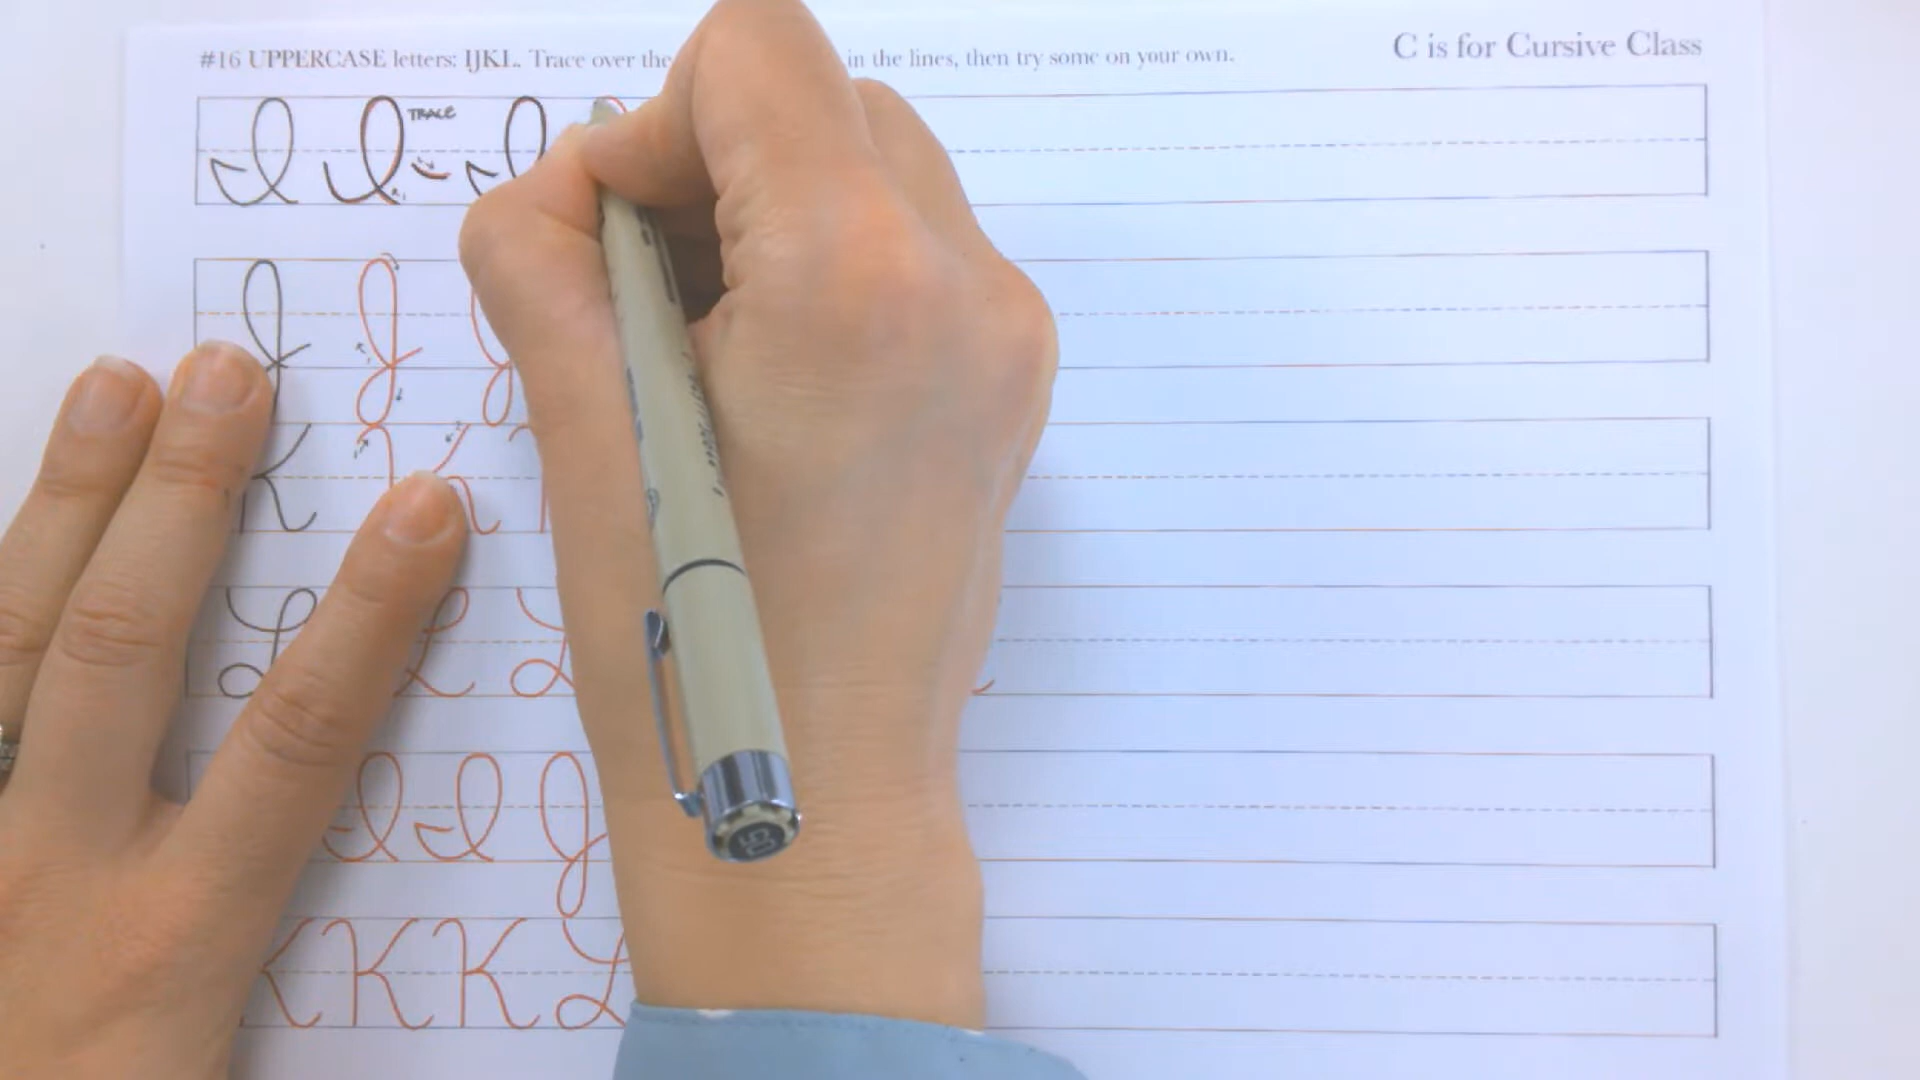 #16 UPPERCASE letters: IJKL. Trace over the in the lines, then try some on your own.
C is for Cursive Class
I I TRACE I
J J J
K K
L L L
I I J
K K K L
05